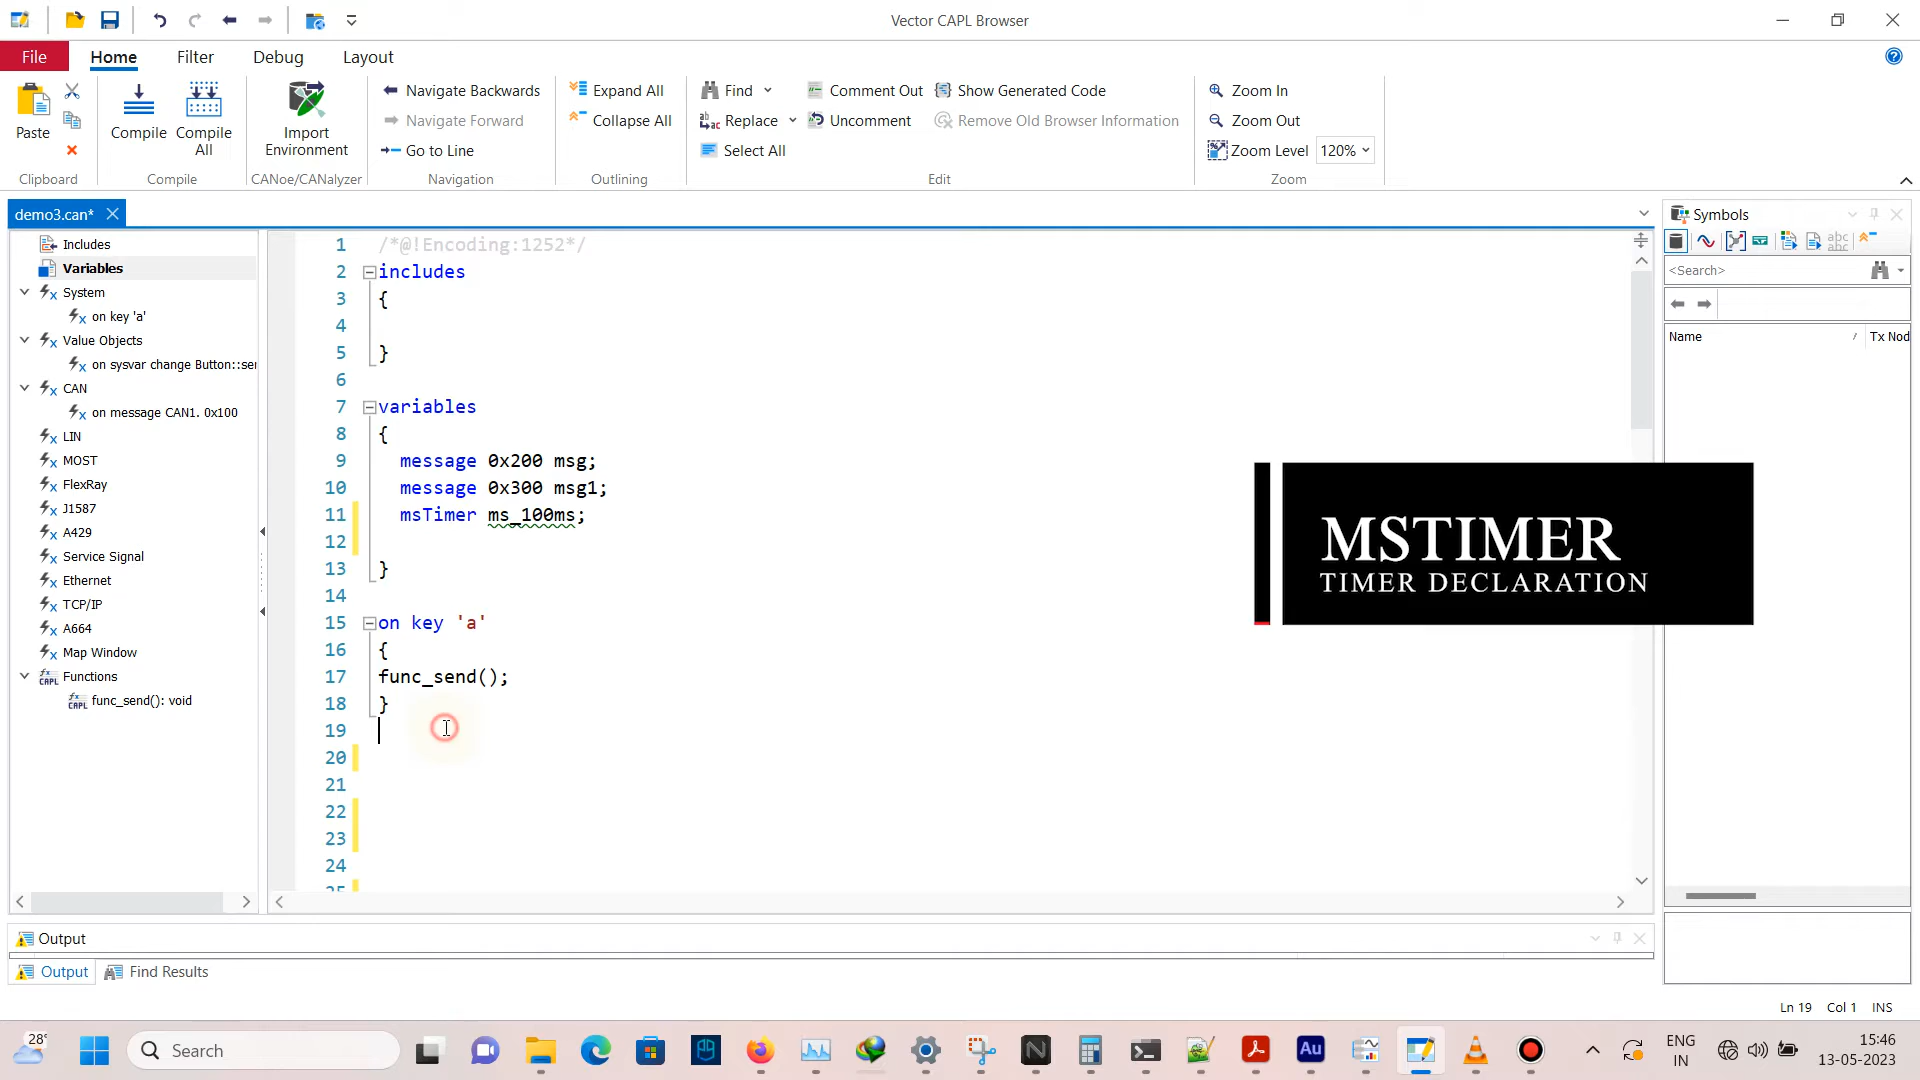 Vector CAPL Browser
File Home Filter Debug Layout
Paste
Compile
Compile All
Import Environment
Navigate Backwards
Navigate Forward
Go to Line
Expand All
Collapse All
Find
Replace
Select All
Comment Out
Uncomment
Show Generated Code
Remove Old Browser Information
Zoom In
Zoom Out
Zoom Level 120%
Clipboard Compile CANoe/CANalyzer Navigation Outlining Edit Zoom
demo3.can*
Includes
Variables
System
on key 'a'
Value Objects
on sysvar change Button::ser
CAN
on message CAN1. 0x100
LIN
MOST
FlexRay
J1587
A429
Service Signal
Ethernet
TCP/IP
A664
Map Window
Functions
func_send(): void
1 /*@!Encoding:1252*/
2 includes
3 {
4
5 }
6
7 variables
8 {
9 message 0x200 msg;
10 message 0x300 msg1;
11 msTimer ms_100ms;
12
13 }
14
15 on key 'a'
16 {
17 func_send();
18 }
19
20
21
22
23
24
25
MSTIMER
TIMER DECLARATION
Symbols
<Search>
Name / Tx Nod
Output
Output Find Results
Ln 19 Col 1 INS
28°
Search
ENG
IN
15:46
13-05-2023